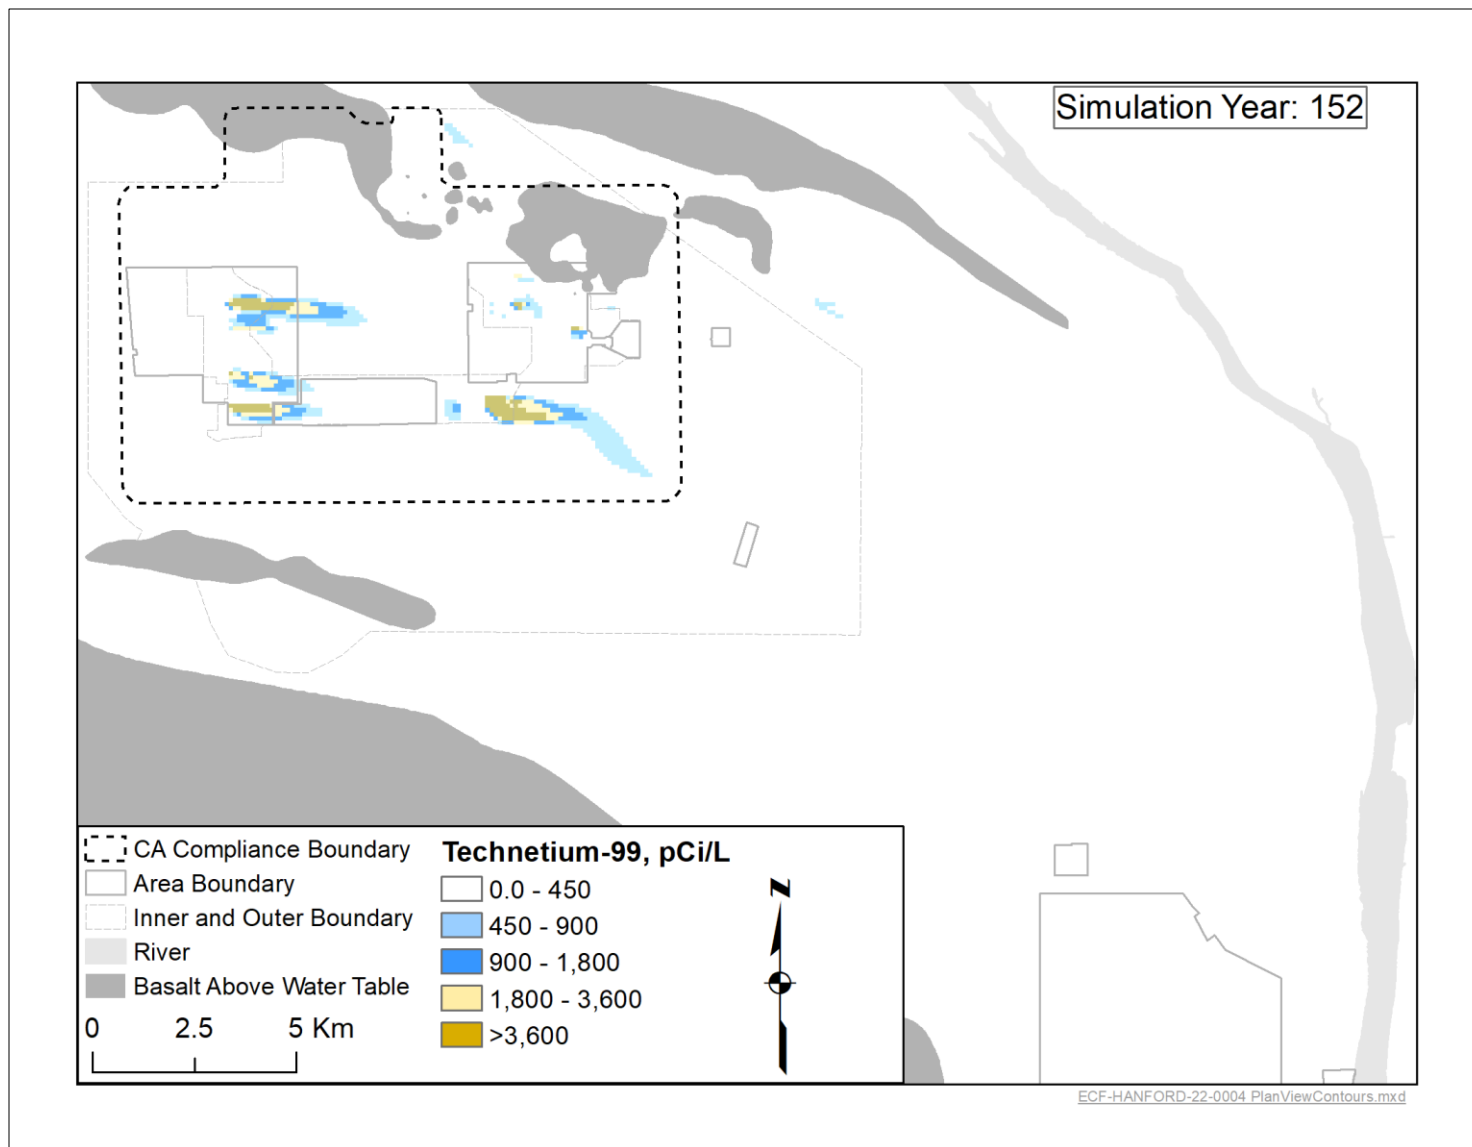 Simulation Year: 152
CA Compliance Boundary
Area Boundary
Inner and Outer Boundary
River
Basalt Above Water Table
0 2.5 5 Km
Technetium-99, pCi/L
0.0 - 450
450 - 900
900 - 1,800
1,800 - 3,600
>3,600
N
ECF-HANFORD-22-0004 PlanViewContours.mxd